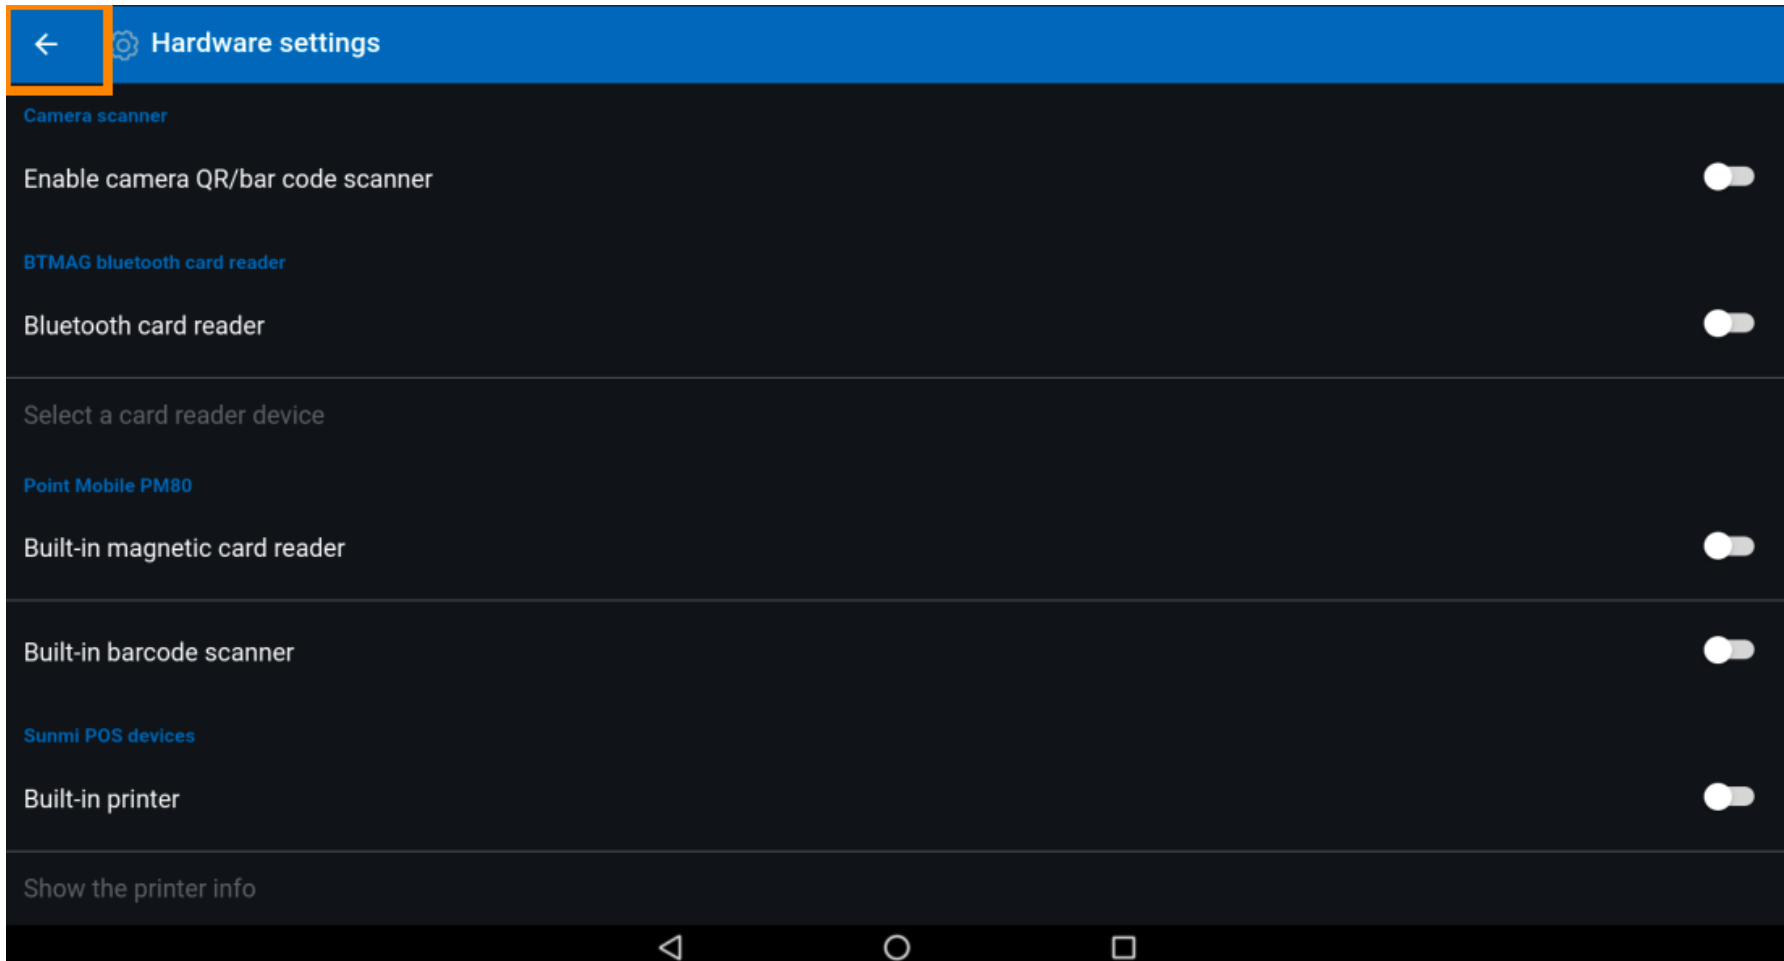 Hardware settings
Camera scanner
Enable camera QR/bar code scanner
BTMAG bluetooth card reader
Bluetooth card reader
Select a card reader device
Point Mobile PM80
Built-in magnetic card reader
Built-in barcode scanner
Sunmi POS devices
Built-in printer
Show the printer info